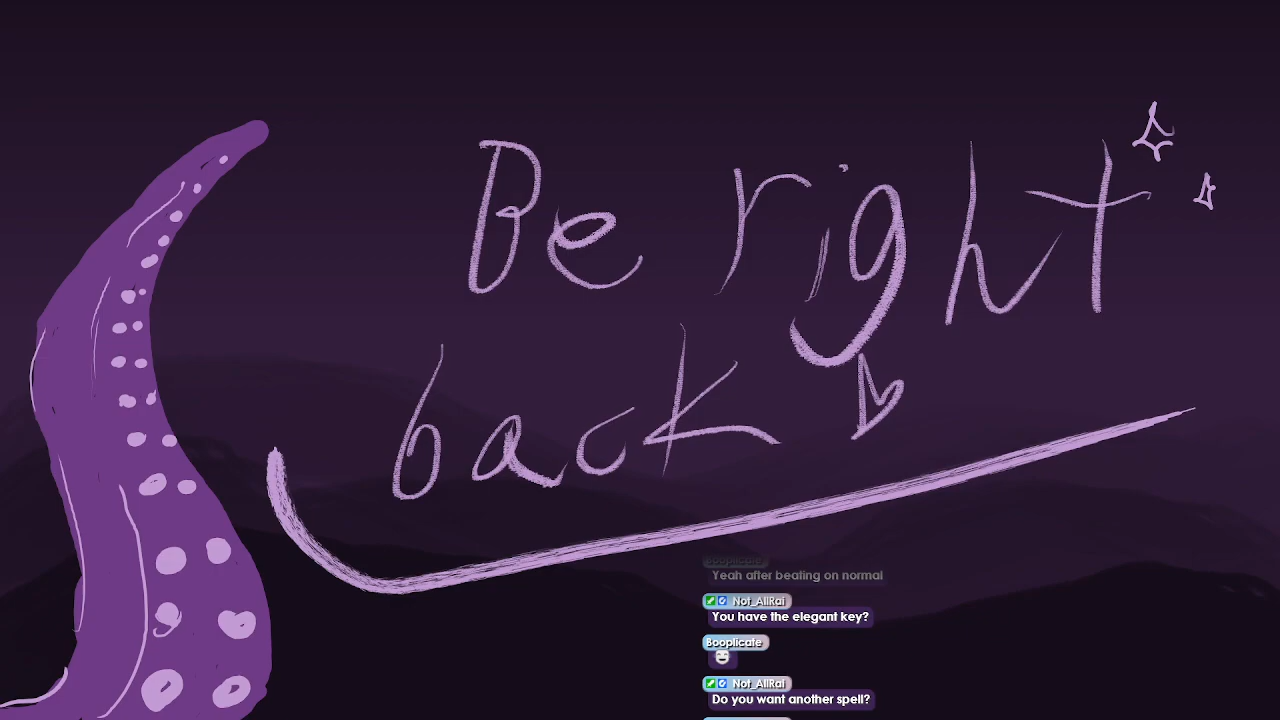 Be right
back
Booplicate
Yeah after beating on normal
Not_AllRai
You have the elegant key?
Booplicate
Not_AllRai
Do you want another spell?